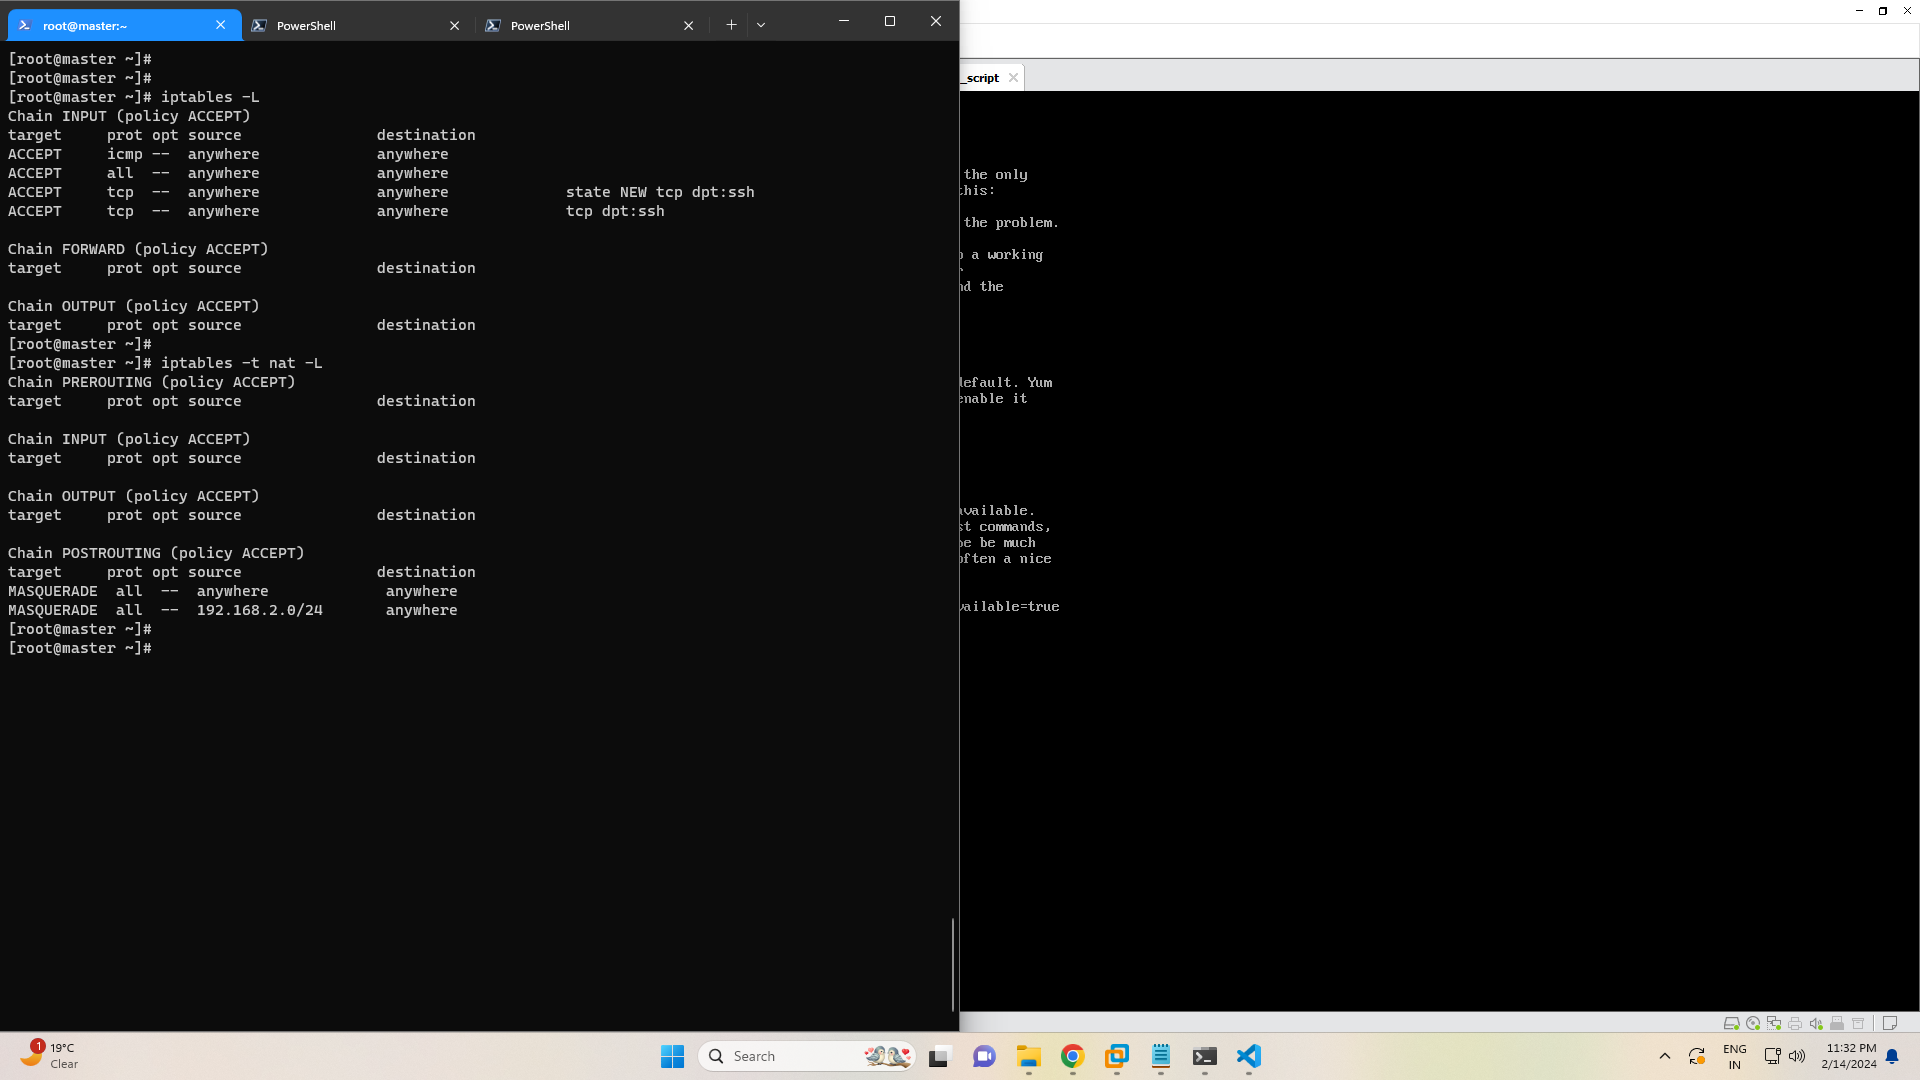 root@master:~
PowerShell
PowerShell
[root@master ~]#
[root@master ~]#
[root@master ~]# iptables -L
Chain INPUT (policy ACCEPT)
target     prot opt source               destination
ACCEPT     icmp --  anywhere             anywhere
ACCEPT     all  --  anywhere             anywhere
ACCEPT     tcp  --  anywhere             anywhere             state NEW tcp dpt:ssh
ACCEPT     tcp  --  anywhere             anywhere             tcp dpt:ssh
Chain FORWARD (policy ACCEPT)
target     prot opt source               destination
Chain OUTPUT (policy ACCEPT)
target     prot opt source               destination
[root@master ~]#
[root@master ~]# iptables -t nat -L
Chain PREROUTING (policy ACCEPT)
target     prot opt source               destination
Chain INPUT (policy ACCEPT)
target     prot opt source               destination
Chain OUTPUT (policy ACCEPT)
target     prot opt source               destination
Chain POSTROUTING (policy ACCEPT)
target     prot opt source               destination
MASQUERADE  all  --  anywhere             anywhere
MASQUERADE  all  --  192.168.2.0/24       anywhere
[root@master ~]#
[root@master ~]#
_script
the only
this:
the problem.
a working
the
default. Yum
enable it
available.
commands,
be much
often a nice
1
19°C
Clear
Search
ENG
IN
11:32 PM
2/14/2024